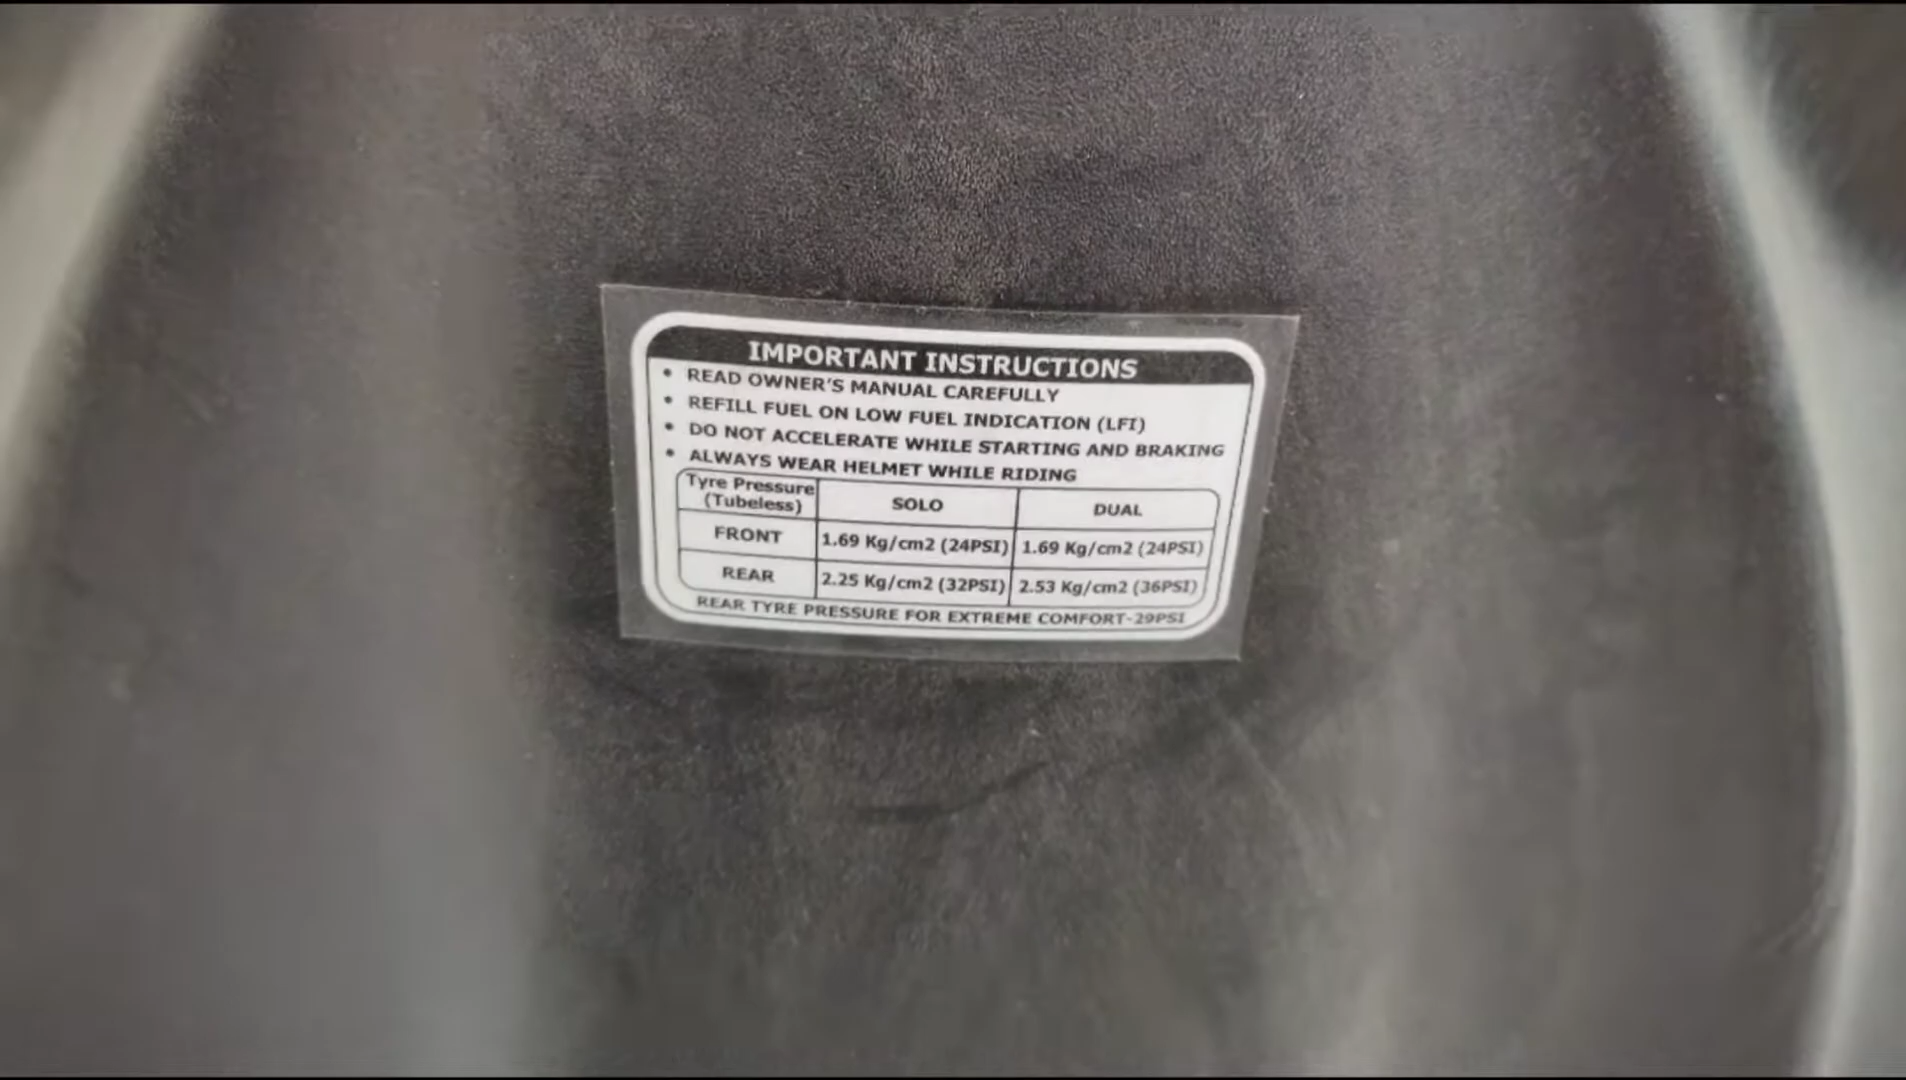 IMPORTANT INSTRUCTIONS
• READ OWNER'S MANUAL CAREFULLY
• REFILL FUEL ON LOW FUEL INDICATION (LFI)
• DO NOT ACCELERATE WHILE STARTING AND BRAKING
• ALWAYS WEAR HELMET WHILE RIDING
Tyre Pressure (Tubeless) SOLO DUAL
FRONT 1.69 Kg/cm2 (24PSI) 1.69 Kg/cm2 (24PSI)
REAR 2.25 Kg/cm2 (32PSI) 2.53 Kg/cm2 (36PSI)
REAR TYRE PRESSURE FOR EXTREME COMFORT-29PSI